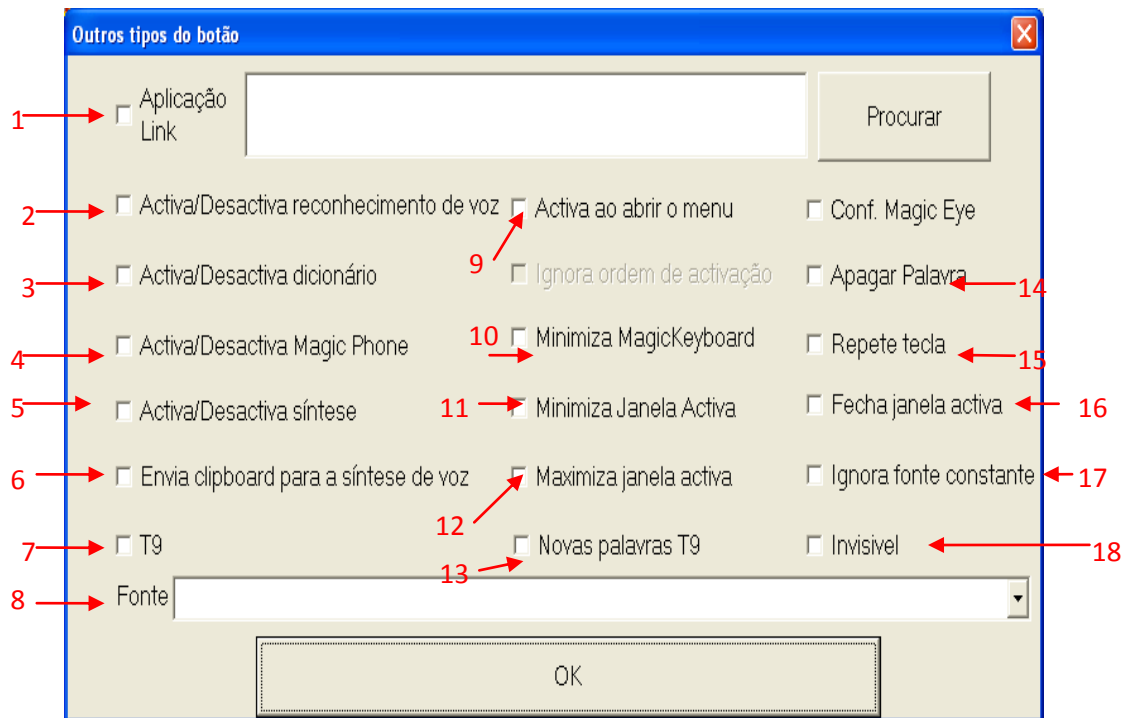 Outros tipos do botão
1
Aplicação
Link
Procurar
2
Activa/Desactiva reconhecimento de voz
Activa ao abrir o menu
Conf. Magic Eye
9
3
Activa/Desactiva dicionário
Ignora ordem de activação
Apagar Palavra
14
4
Activa/Desactiva Magic Phone
10
Minimiza MagicKeyboard
Repete tecla
15
5
Activa/Desactiva síntese
11
Minimiza Janela Activa
Fecha janela activa
16
6
Envia clipboard para a síntese de voz
Maximiza janela activa
Ignora fonte constante
17
12
7
T9
Novas palavras T9
Invisivel
18
13
8
Fonte
OK